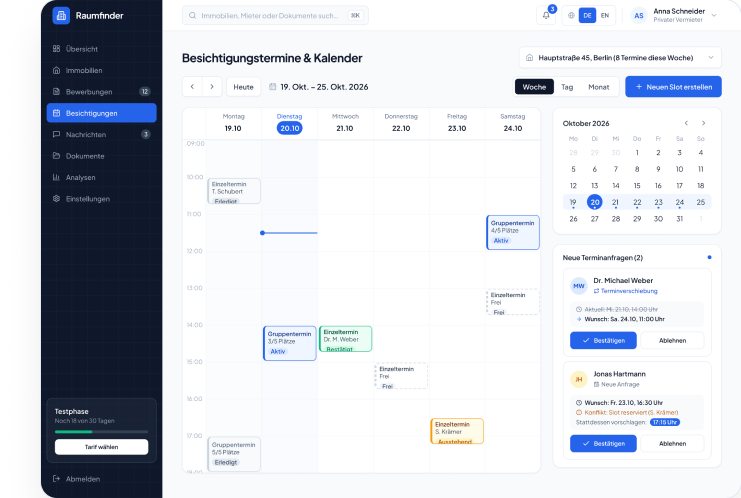 Raumfinder
Immobilien, Mieter oder Dokumente such...
⌘K
3
DE
EN
AS
Anna Schneider
Privater Vermieter
Übersicht
Immobilien
Bewerbungen
12
Besichtigungen
Nachrichten
3
Dokumente
Analysen
Einstellungen
Testphase
Noch 18 von 30 Tagen
Tarif wählen
Abmelden
Besichtigungstermine & Kalender
Hauptstraße 45, Berlin (8 Termine diese Woche)
Heute
19. Okt. – 25. Okt. 2026
Woche
Tag
Monat
+ Neuen Slot erstellen
Montag
19.10
Dienstag
20.10
Mittwoch
21.10
Donnerstag
22.10
Freitag
23.10
Samstag
24.10
09:00
10:00
11:00
12:00
13:00
14:00
15:00
16:00
17:00
18:00
Einzeltermin
T. Schubert
Erledigt
Gruppentermin
5/5 Plätze
Erledigt
Gruppentermin
3/5 Plätze
Aktiv
Einzeltermin
Dr. M. Weber
Bestätigt
Einzeltermin
Frei
Frei
Einzeltermin
S. Krämer
Ausstehend
Gruppentermin
4/5 Plätze
Aktiv
Einzeltermin
Frei
Frei
Oktober 2026
Mo Di Mi Do Fr Sa So
28 29 30 1 2 3 4
5 6 7 8 9 10 11
12 13 14 15 16 17 18
19 20 21 22 23 24 25
26 27 28 29 30 31 1
Neue Terminanfragen (2)
MW
Dr. Michael Weber
Terminverschiebung
Aktuell: Mi. 21.10, 14:00 Uhr
Wunsch: Sa. 24.10, 11:00 Uhr
Bestätigen
Ablehnen
JH
Jonas Hartmann
Neue Anfrage
Wunsch: Fr. 23.10, 16:30 Uhr
Konflikt: Slot reserviert (S. Krämer)
Stattdessen vorschlagen: 17:15 Uhr
Bestätigen
Ablehnen